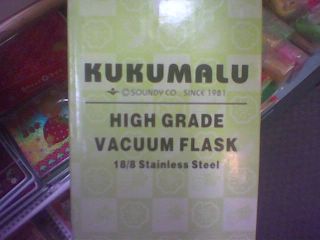 KUKUMALU
© SOUNDY CO., SINCE 1981
HIGH GRADE
VACUUM FLASK
18/8 Stainless Steel